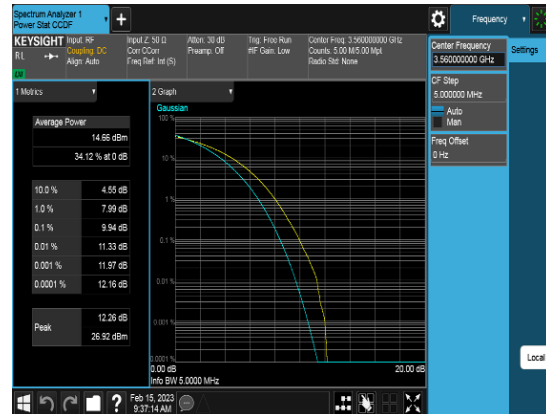 Spectrum Analyzer 1
Power Stat CCDF
Frequency
KEYSIGHT
Input: RF
Coupling: DC
Align: Auto
Input Z: 50 Ω
Corr CCorr
Freq Ref: Int (S)
Atten: 30 dB
Preamp: Off
Trig: Free Run
#IF Gain: Low
Center Freq: 3.560000000 GHz
Counts: 5.00 M/5.00 Mpt
Radio Std: None
Center Frequency
3.560000000 GHz
Settings
CF Step
5.000000 MHz
Auto
Man
Freq Offset
0 Hz
1 Metrics
2 Graph
Average Power
14.66 dBm
34.12 % at 0 dB
10.0 % 4.55 dB
1.0 % 7.99 dB
0.1 % 9.94 dB
0.01 % 11.33 dB
0.001 % 11.97 dB
0.0001 % 12.16 dB
Peak
12.26 dB
26.92 dBm
Gaussian
100 %
10 %
1 %
0.1 %
0.01 %
0.001 %
0.0001 %
0.00 dB
20.00 dB
Info BW 5.0000 MHz
Local
Feb 15, 2023
9:37:14 AM